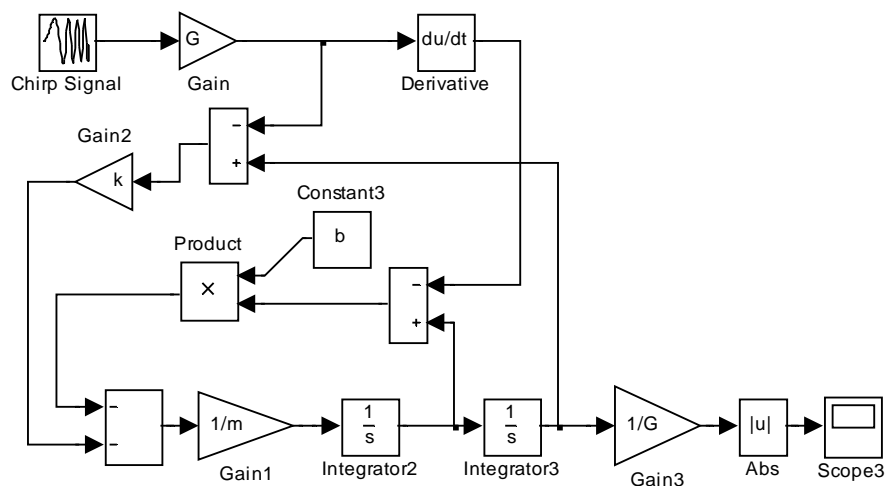 G
du/dt
Chirp Signal
Gain
Derivative
−
+
Gain2
k
Constant3
b
Product
×
−
+
−
−
1/m
1
s
1
s
1/G
|u|
Gain1
Integrator2
Integrator3
Gain3
Abs
Scope3